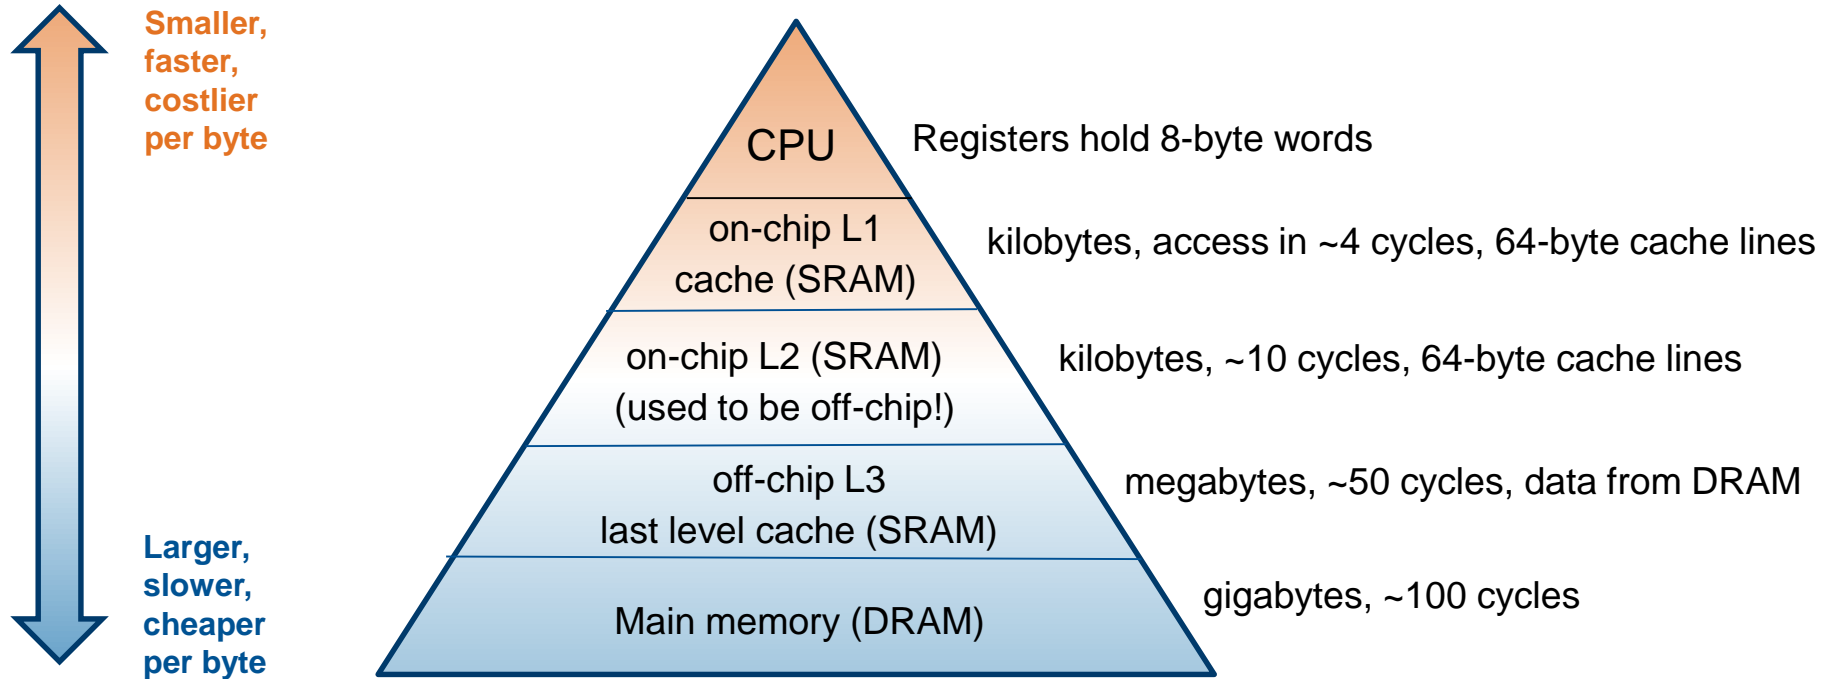 Smaller,
faster,
costlier
per byte
CPU
Registers hold 8-byte words
on-chip L1
cache (SRAM)
kilobytes, access in ~4 cycles, 64-byte cache lines
on-chip L2 (SRAM)
(used to be off-chip!)
kilobytes, ~10 cycles, 64-byte cache lines
off-chip L3
last level cache (SRAM)
megabytes, ~50 cycles, data from DRAM
Larger,
slower,
cheaper
per byte
Main memory (DRAM)
gigabytes, ~100 cycles